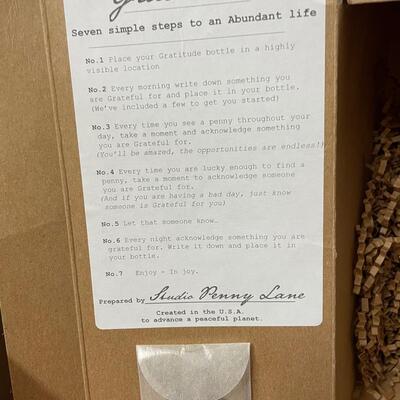 Seven simple steps to an Abundant life
No.1 Place your Gratitude bottle in a highly
visible location
No.2 Every morning write down something you
are Grateful for and place it in your bottle.
(We've included a few to get you started)
No.3 Every time you see a penny throughout your
day, take a moment and acknowledge something
you are Grateful for.
(You'll be amazed, the opportunities are endless!)
No.4 Every time you are lucky enough to find a
penny, take a moment to acknowledge someone
you are Grateful for.
(And if you are having a bad day, just know
someone is Grateful for you)
No.5 Let that someone know…
No.6 Every night acknowledge something you are
grateful for. Write it down and place it in
your bottle.
No.7 Enjoy - In joy.
Prepared by Studio Penny Lane
Created in the U.S.A.
to advance a peaceful planet.